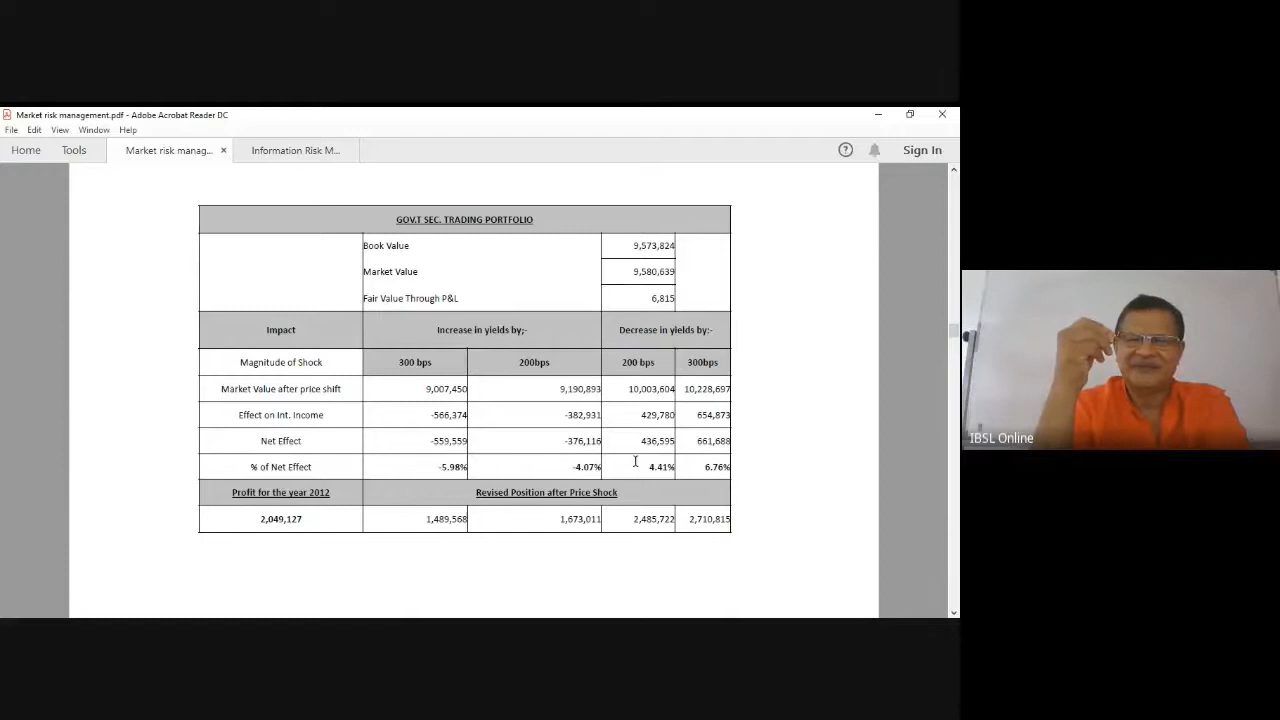 Market risk management.pdf - Adobe Acrobat Reader DC
File Edit View Window Help
Home Tools Market risk manag... × Information Risk M... Sign In
GOV.T SEC. TRADING PORTFOLIO
Book Value 9,573,824
Market Value 9,580,639
Fair Value Through P&L 6,815
Impact Increase in yields by;- Decrease in yields by:-
Magnitude of Shock 300 bps 200bps 200 bps 300bps
Market Value after price shift 9,007,450 9,190,893 10,003,604 10,228,697
Effect on Int. Income -566,374 -382,931 429,780 654,873
Net Effect -559,559 -376,116 436,595 661,688
% of Net Effect -5.98% -4.07% 4.41% 6.76%
Profit for the year 2012 Revised Position after Price Shock
2,049,127 1,489,568 1,673,011 2,485,722 2,710,815
IBSL Online